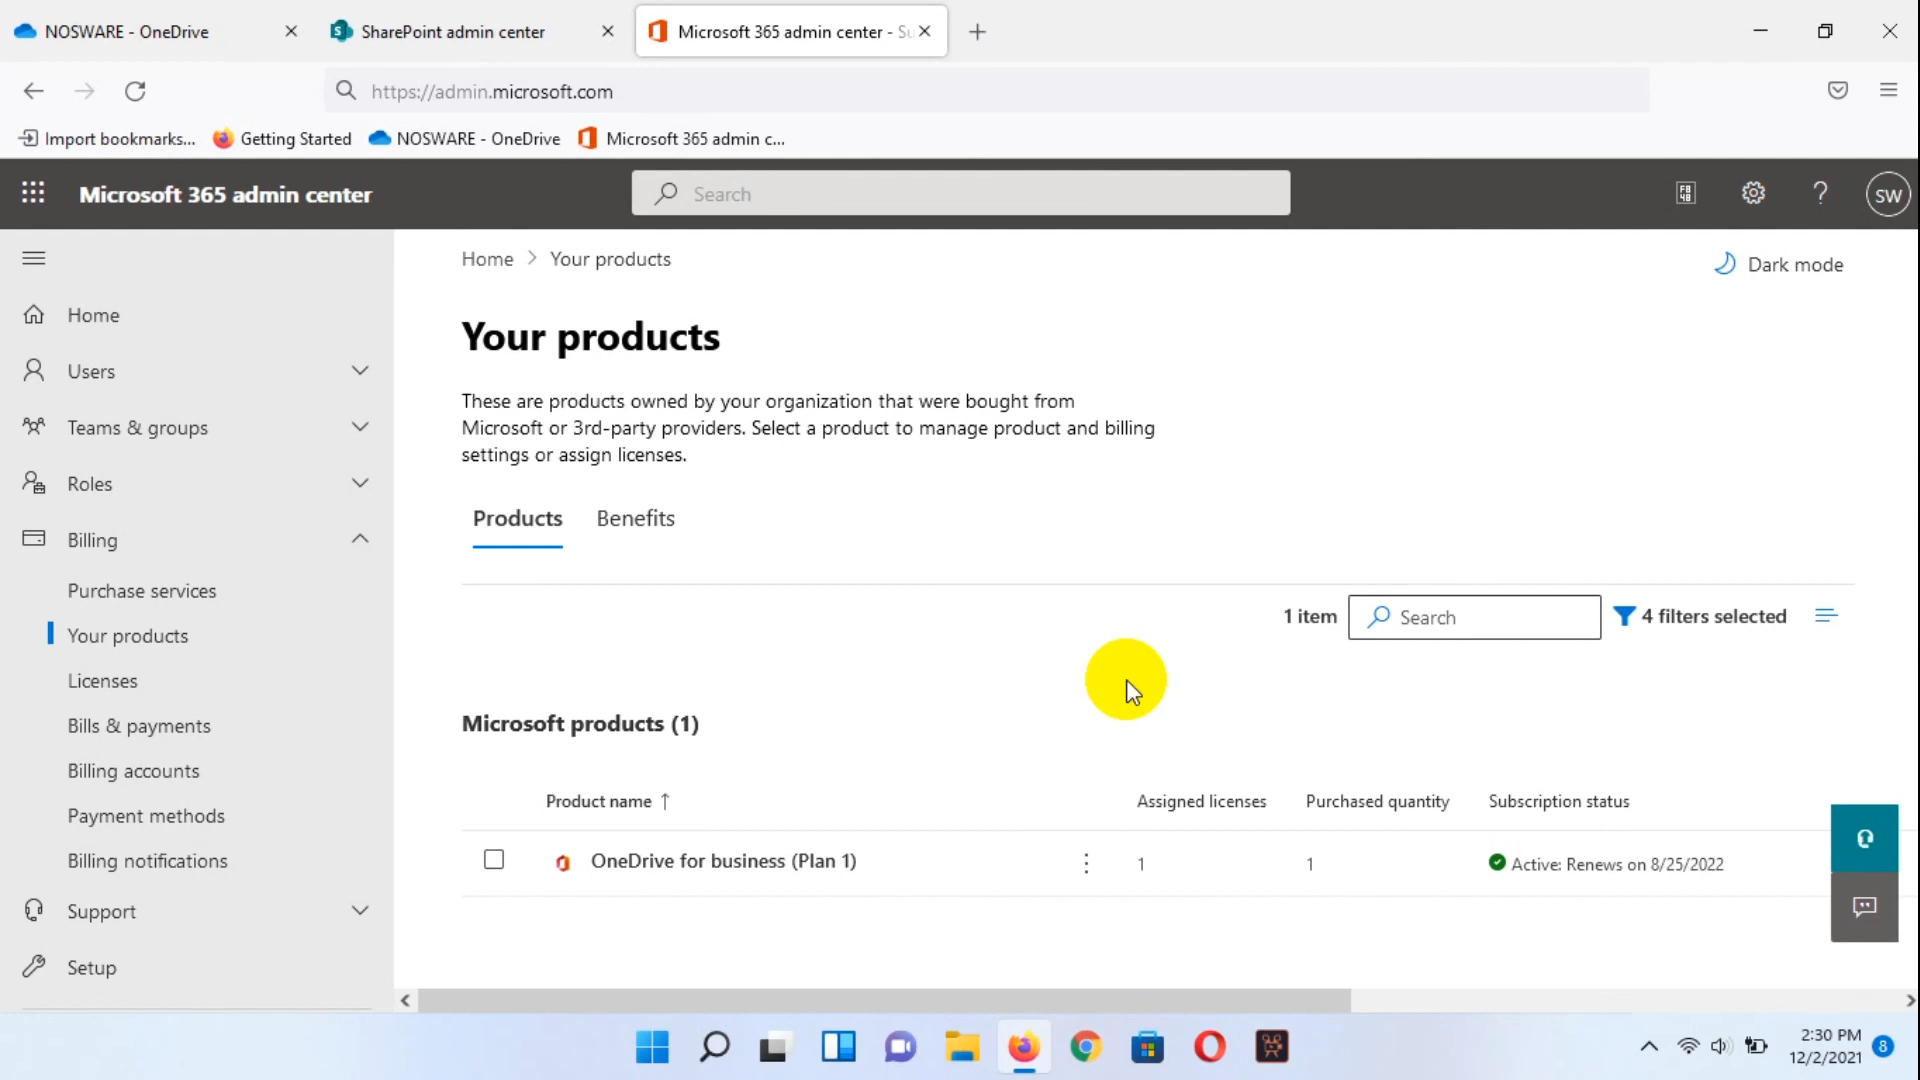 NOSWARE - OneDrive
SharePoint admin center
Microsoft 365 admin center - Su
https://admin.microsoft.com
Import bookmarks...
Getting Started
NOSWARE - OneDrive
Microsoft 365 admin c...
Microsoft 365 admin center
Search
SW
Home > Your products
Dark mode
Home
Users
Teams & groups
Roles
Billing
Purchase services
Your products
Licenses
Bills & payments
Billing accounts
Payment methods
Billing notifications
Support
Setup
Your products
These are products owned by your organization that were bought from
Microsoft or 3rd-party providers. Select a product to manage product and billing
settings or assign licenses.
Products Benefits
1 item
Search
4 filters selected
Microsoft products (1)
Product name ↑ Assigned licenses Purchased quantity Subscription status
OneDrive for business (Plan 1) 1 1 Active: Renews on 8/25/2022
2:30 PM
12/2/2021
8